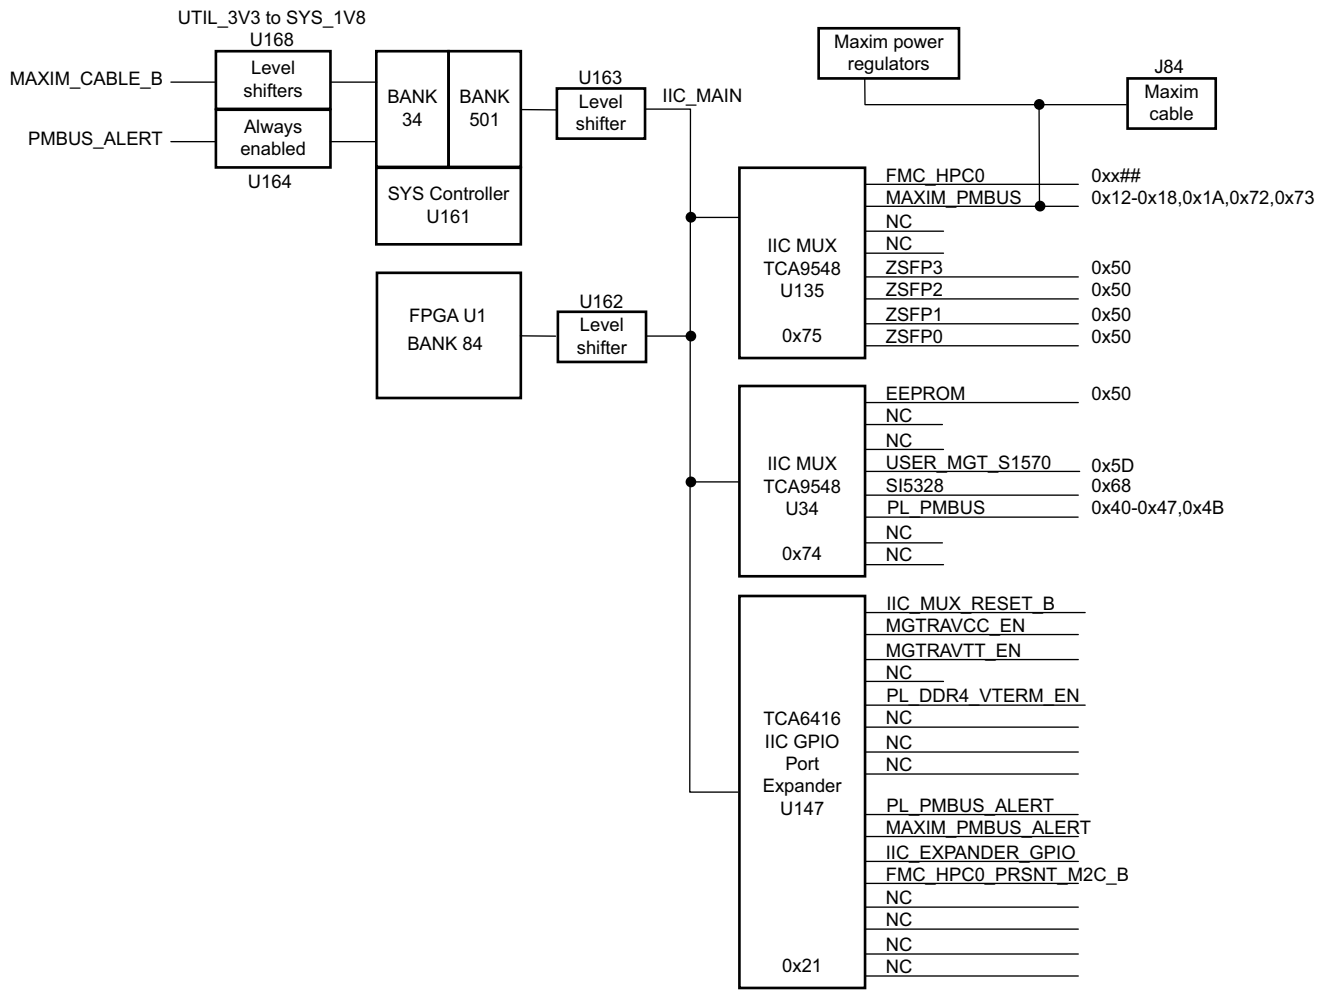 UTIL_3V3 to SYS_1V8
U168
MAXIM_CABLE_B
Level
shifters
PMBUS_ALERT
Always
enabled
U164
BANK
34
BANK
501
SYS Controller
U161
U163
Level
shifter
IIC_MAIN
FPGA U1
BANK 84
U162
Level
shifter
Maxim power
regulators
J84
Maxim
cable
IIC MUX
TCA9548
U135
0x75
FMC_HPC0 0xx##
MAXIM_PMBUS 0x12-0x18,0x1A,0x72,0x73
NC
NC
ZSFP3 0x50
ZSFP2 0x50
ZSFP1 0x50
ZSFP0 0x50
IIC MUX
TCA9548
U34
0x74
EEPROM 0x50
NC
NC
USER_MGT_S1570 0x5D
SI5328 0x68
PL_PMBUS 0x40-0x47,0x4B
NC
NC
TCA6416
IIC GPIO
Port
Expander
U147
0x21
IIC_MUX_RESET_B
MGTRAVCC_EN
MGTRAVTT_EN
NC
PL_DDR4_VTERM_EN
NC
NC
NC
PL_PMBUS_ALERT
MAXIM_PMBUS_ALERT
IIC_EXPANDER_GPIO
FMC_HPC0_PRSNT_M2C_B
NC
NC
NC
NC